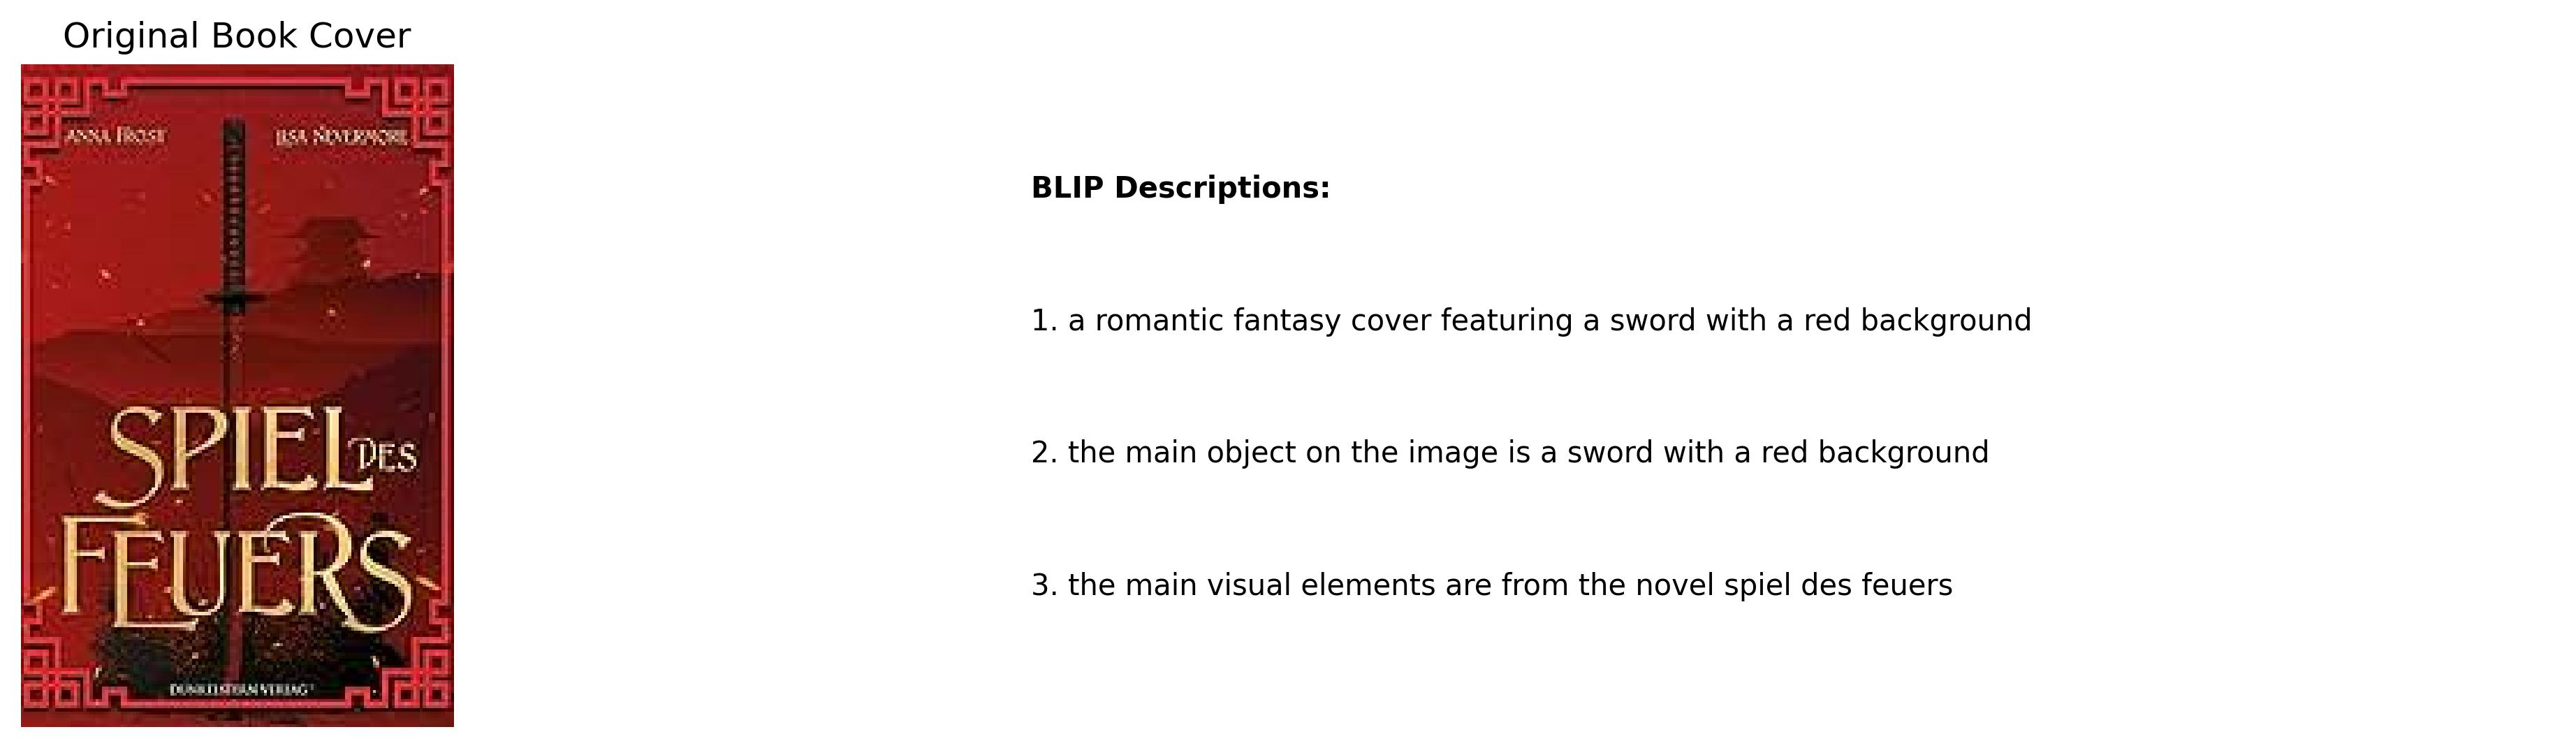 Original Book Cover
ANNA FROST
LISA NEVERMORE
SPIEL DES
FEUERS
DUNKELSTERN VERLAG
BLIP Descriptions:
1. a romantic fantasy cover featuring a sword with a red background
2. the main object on the image is a sword with a red background
3. the main visual elements are from the novel spiel des feuers